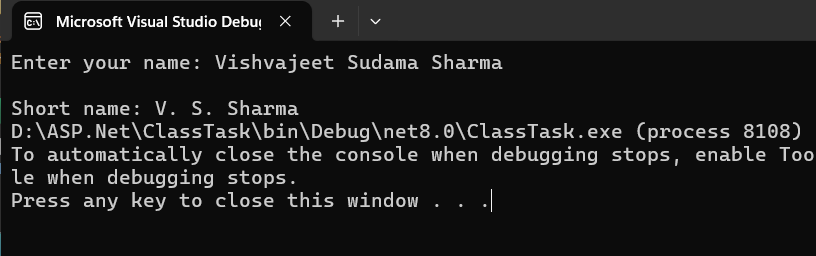 Microsoft Visual Studio Debu
Enter your name: Vishvajeet Sudama Sharma
Short name: V. S. Sharma
D:\ASP.Net\ClassTask\bin\Debug\net8.0\ClassTask.exe (process 8108)
To automatically close the console when debugging stops, enable Too
le when debugging stops.
Press any key to close this window . . .